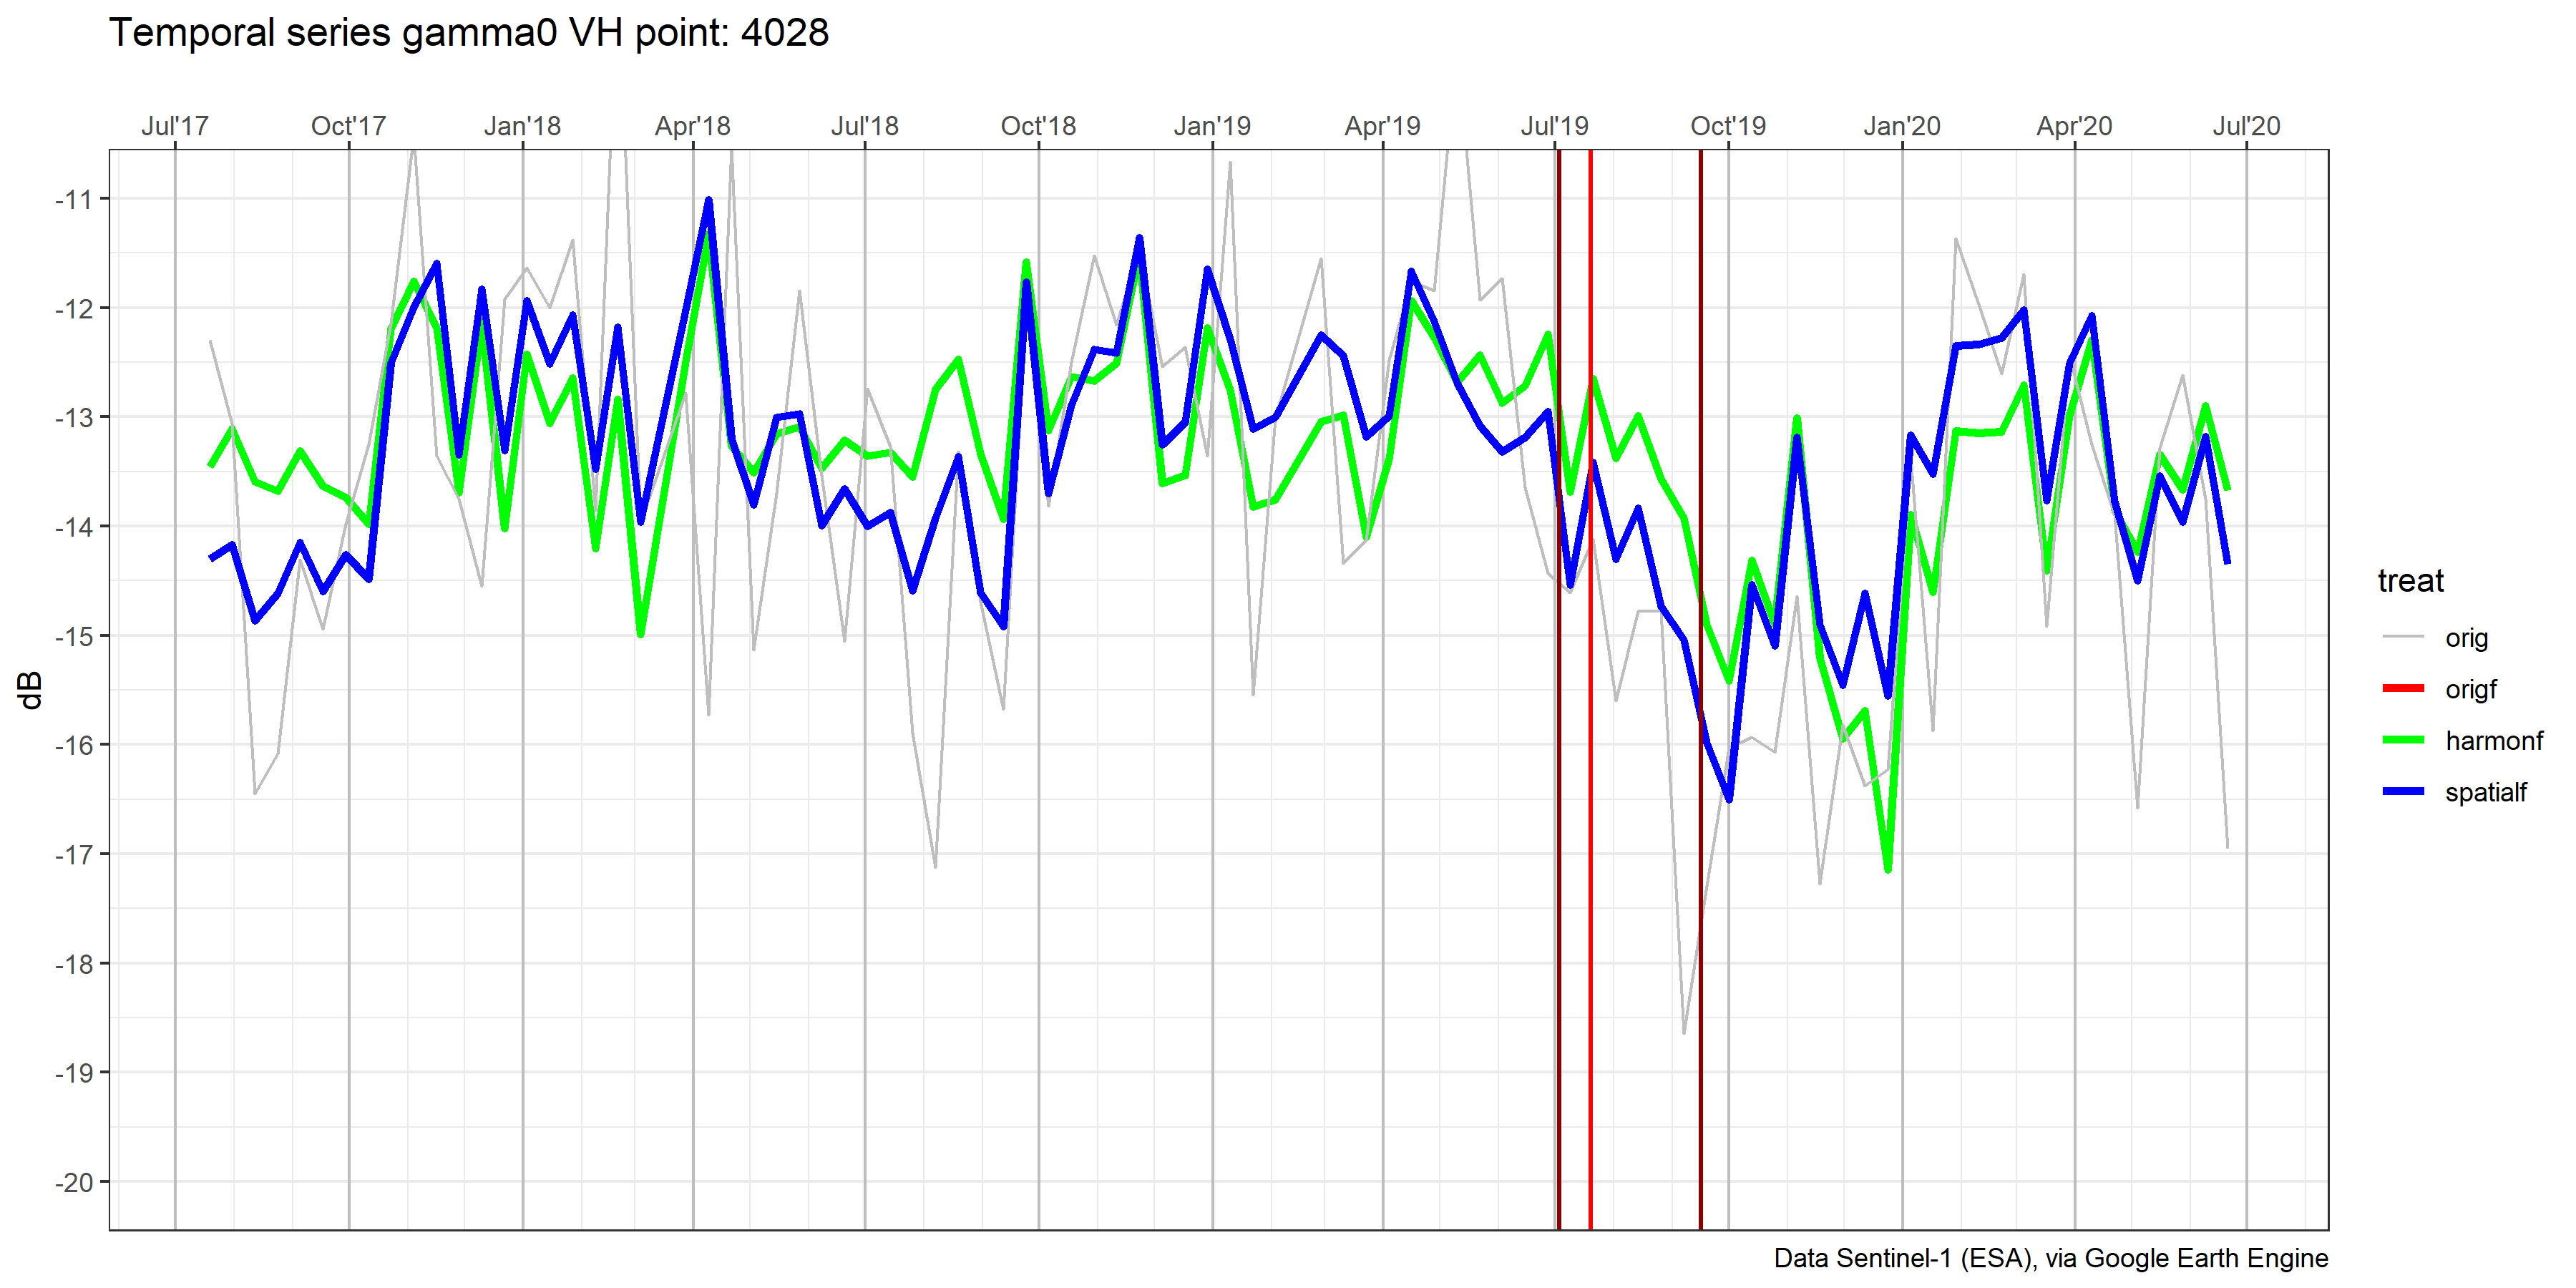 Temporal series gamma0 VH point: 4028
Jul'17 Oct'17 Jan'18 Apr'18 Jul'18 Oct'18 Jan'19 Apr'19 Jul'19 Oct'19 Jan'20 Apr'20 Jul'20
-11
-12
-13
-14
-15
-16
-17
-18
-19
-20
dB
treat
orig
origf
harmonf
spatialf
Data Sentinel-1 (ESA), via Google Earth Engine